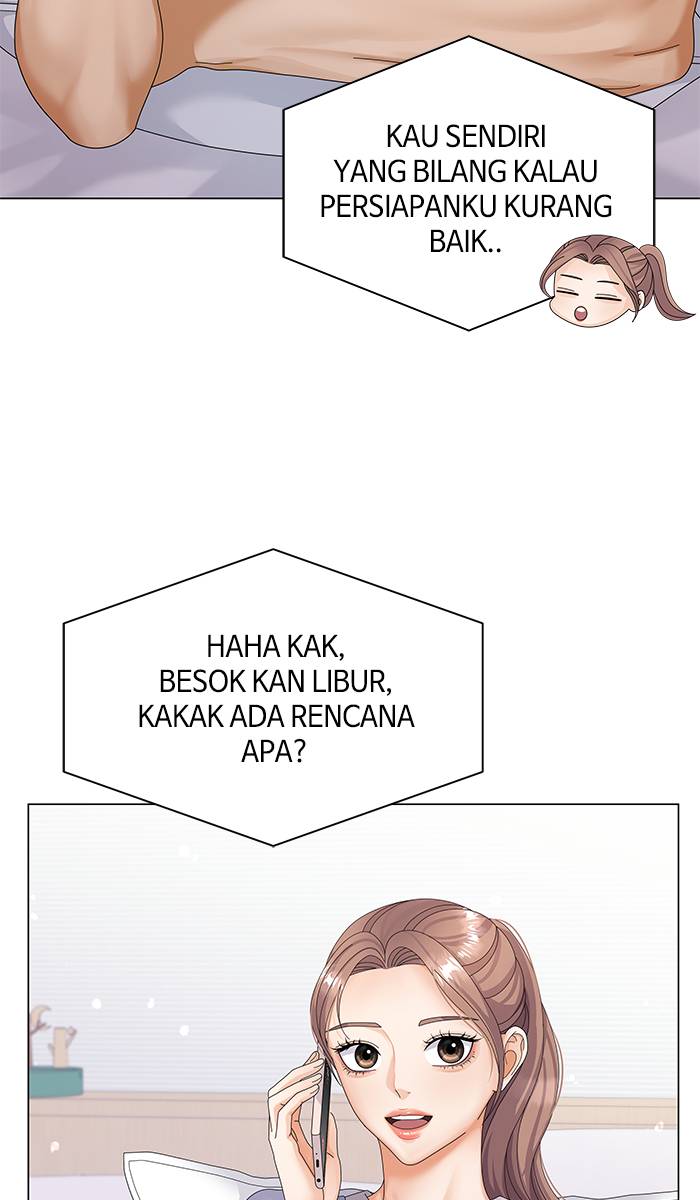 KAU SENDIRI
YANG BILANG KALAU
PERSIAPANKU KURANG
BAIK..
HAHA KAK,
BESOK KAN LIBUR,
KAKAK ADA RENCANA
APA?